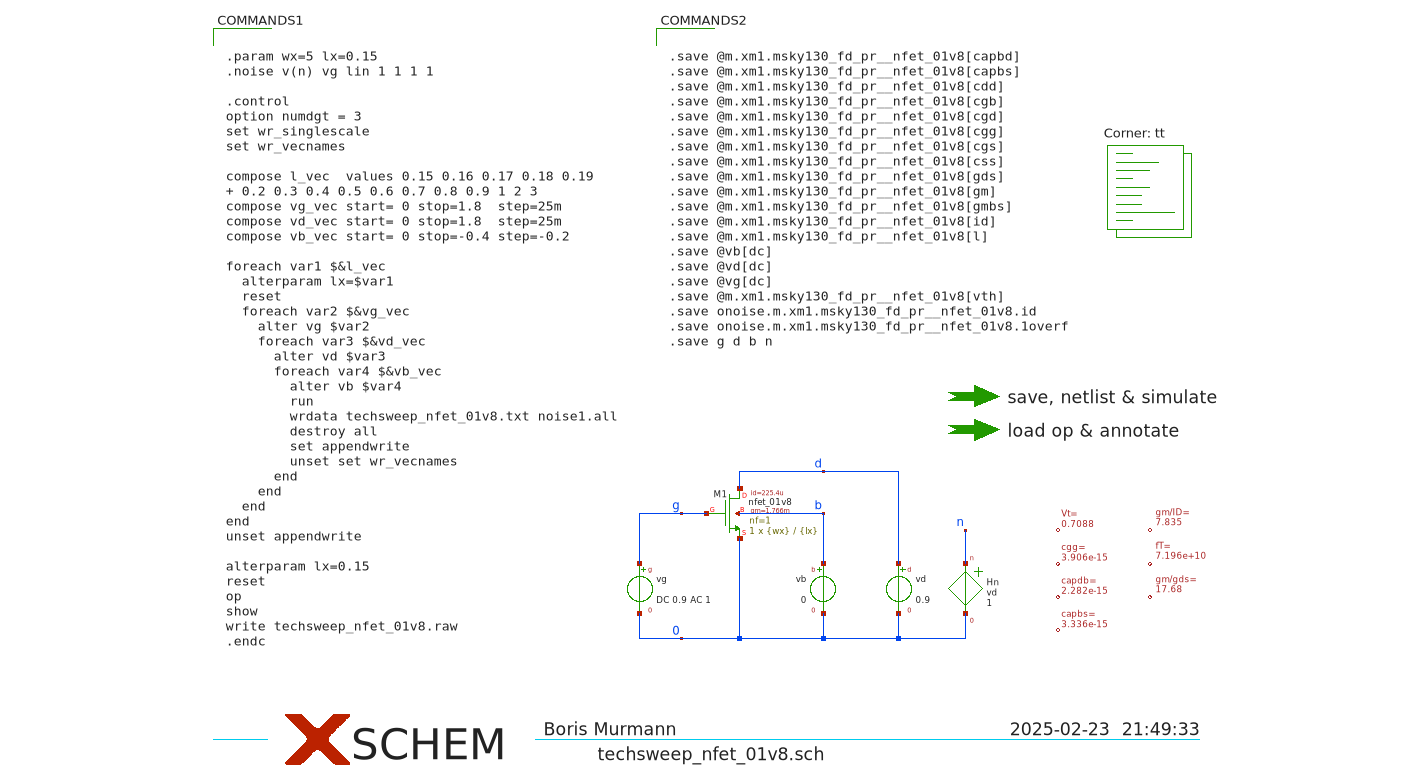 COMMANDS1
.param wx=5 lx=0.15
.noise v(n) vg lin 1 1 1 1
.control
option numdgt = 3
set wr_singlescale
set wr_vecnames
compose l_vec  values 0.15 0.16 0.17 0.18 0.19
+ 0.2 0.3 0.4 0.5 0.6 0.7 0.8 0.9 1 2 3
compose vg_vec start= 0 stop=1.8  step=25m
compose vd_vec start= 0 stop=1.8  step=25m
compose vb_vec start= 0 stop=-0.4 step=-0.2
foreach var1 $&l_vec
alterparam lx=$var1
reset
foreach var2 $&vg_vec
alter vg $var2
foreach var3 $&vd_vec
alter vd $var3
foreach var4 $&vb_vec
alter vb $var4
run
wrdata techsweep_nfet_01v8.txt noise1.all
destroy all
set appendwrite
unset set wr_vecnames
end
end
end
end
unset appendwrite
alterparam lx=0.15
reset
op
show
write techsweep_nfet_01v8.raw
.endc
COMMANDS2
.save @m.xm1.msky130_fd_pr__nfet_01v8[capbd]
.save @m.xm1.msky130_fd_pr__nfet_01v8[capbs]
.save @m.xm1.msky130_fd_pr__nfet_01v8[cdd]
.save @m.xm1.msky130_fd_pr__nfet_01v8[cgb]
.save @m.xm1.msky130_fd_pr__nfet_01v8[cgd]
.save @m.xm1.msky130_fd_pr__nfet_01v8[cgg]
.save @m.xm1.msky130_fd_pr__nfet_01v8[cgs]
.save @m.xm1.msky130_fd_pr__nfet_01v8[css]
.save @m.xm1.msky130_fd_pr__nfet_01v8[gds]
.save @m.xm1.msky130_fd_pr__nfet_01v8[gm]
.save @m.xm1.msky130_fd_pr__nfet_01v8[gmbs]
.save @m.xm1.msky130_fd_pr__nfet_01v8[id]
.save @m.xm1.msky130_fd_pr__nfet_01v8[l]
.save @vb[dc]
.save @vd[dc]
.save @vg[dc]
.save @m.xm1.msky130_fd_pr__nfet_01v8[vth]
.save onoise.m.xm1.msky130_fd_pr__nfet_01v8.id
.save onoise.m.xm1.msky130_fd_pr__nfet_01v8.1overf
.save g d b n
Corner: tt
save, netlist & simulate
load op & annotate
d
M1
D
id=225.4u
nfet_01v8
g
G
B
gm=1.766m
b
nf=1
1 x {wx} / {lx}
S
n
+ g
vg
DC 0.9 AC 1
0
b +
vb
0
0
+ d
vd
0.9
0
n
+
Hn
vd
1
0
0
Vt=
0.7088
cgg=
3.906e-15
capdb=
2.282e-15
capbs=
3.336e-15
gm/ID=
7.835
fT=
7.196e+10
gm/gds=
17.68
XSCHEM
Boris Murmann
2025-02-23  21:49:33
techsweep_nfet_01v8.sch